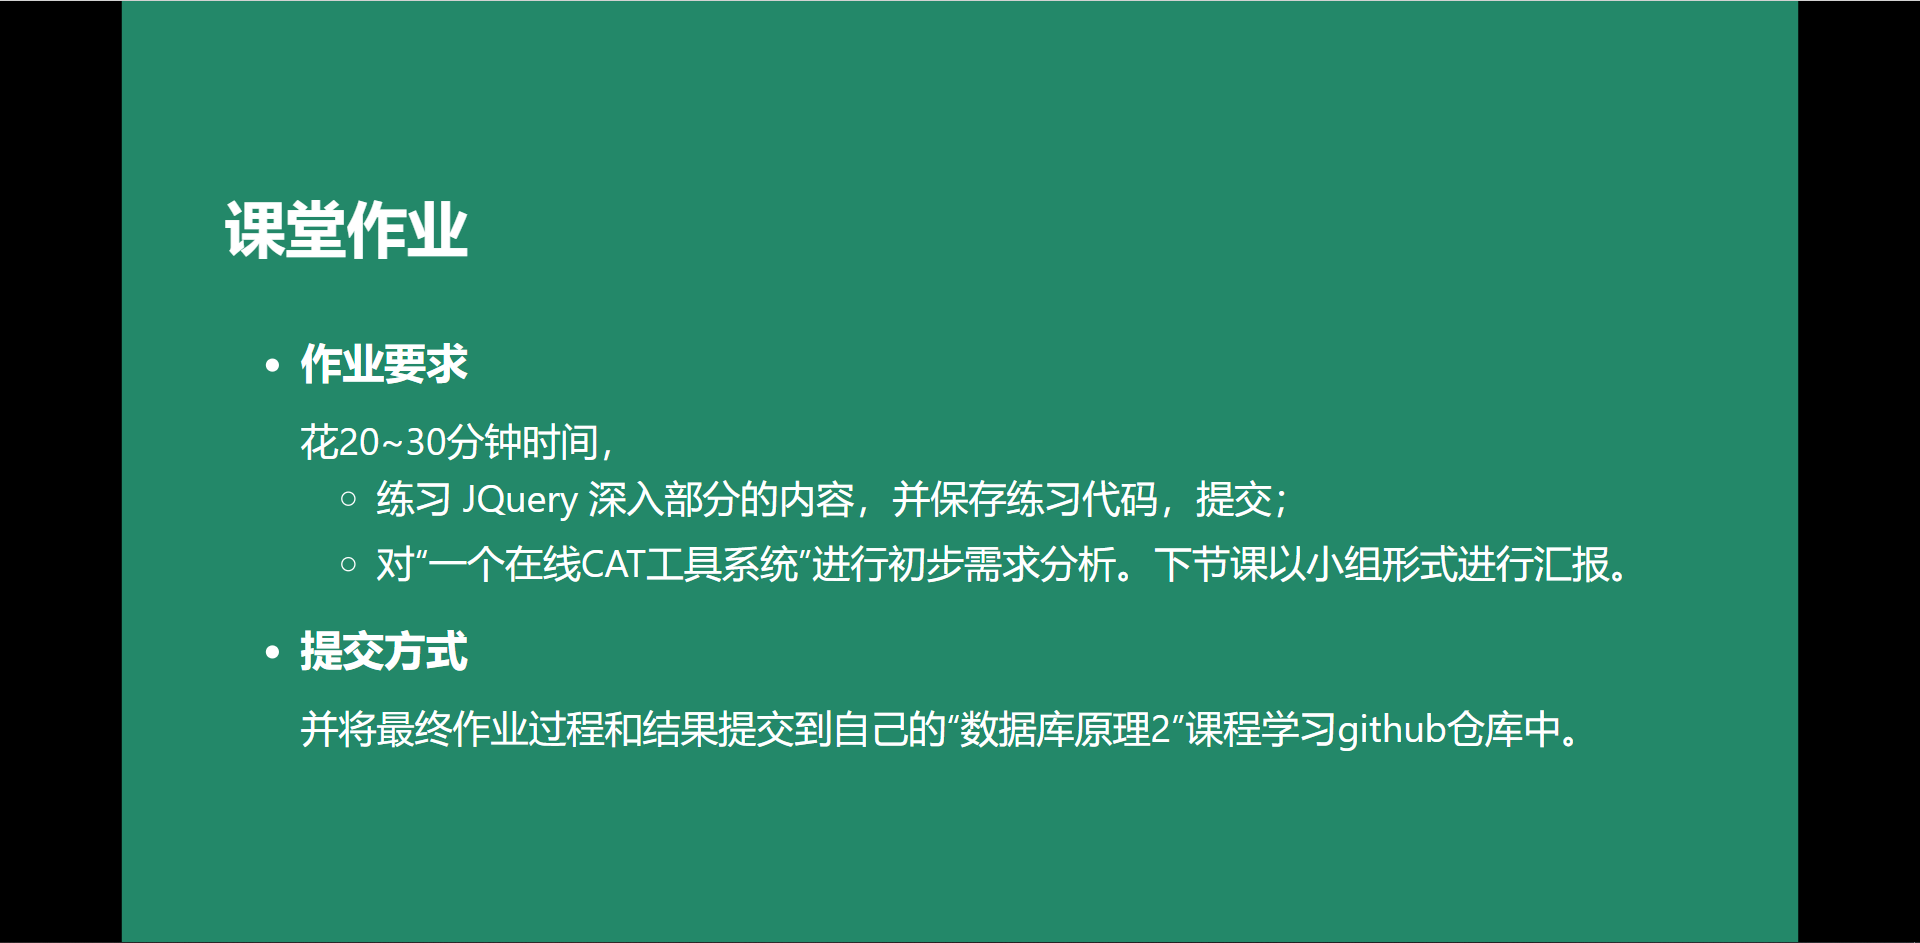 课堂作业
作业要求
花20~30分钟时间，
练习 JQuery 深入部分的内容，并保存练习代码，提交；
对“一个在线CAT工具系统”进行初步需求分析。下节课以小组形式进行汇报。
提交方式
并将最终作业过程和结果提交到自己的“数据库原理2”课程学习github仓库中。